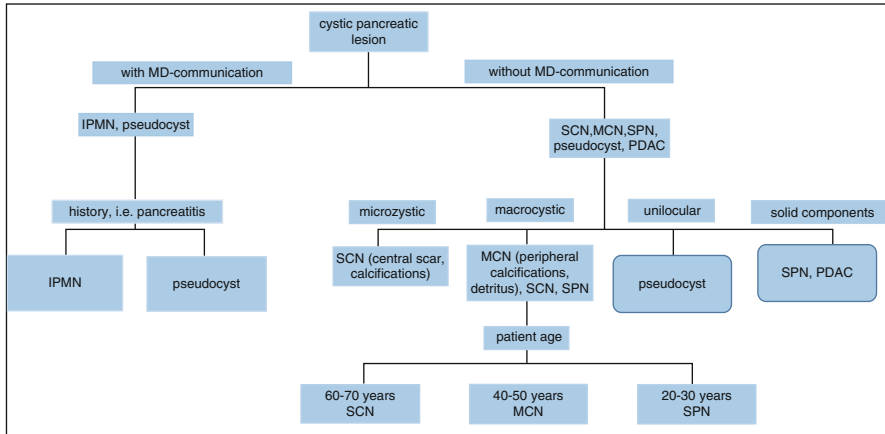 cystic pancreatic
lesion
with MD-communication
without MD-communication
IPMN, pseudocyst
SCN,MCN,SPN,
pseudocyst, PDAC
history, i.e. pancreatitis
microzystic
macrocystic
unilocular
solid components
IPMN
pseudocyst
SCN (central scar,
calcifications)
MCN (peripheral
calcifications,
detritus), SCN, SPN
pseudocyst
SPN, PDAC
patient age
60-70 years
SCN
40-50 years
MCN
20-30 years
SPN